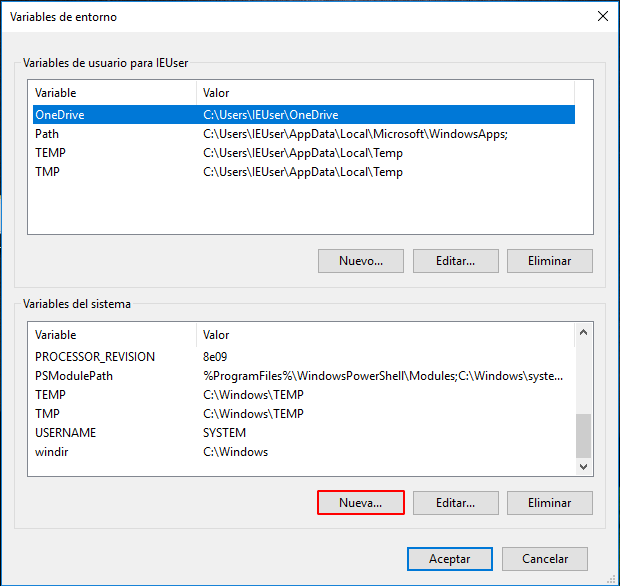 Variables de entorno
Variables de usuario para IEUser
Variable Valor
OneDrive C:\Users\IEUser\OneDrive
Path C:\Users\IEUser\AppData\Local\Microsoft\WindowsApps;
TEMP C:\Users\IEUser\AppData\Local\Temp
TMP C:\Users\IEUser\AppData\Local\Temp
Nuevo... Editar... Eliminar
Variables del sistema
Variable Valor
PROCESSOR_REVISION 8e09
PSModulePath %ProgramFiles%\WindowsPowerShell\Modules;C:\Windows\syste...
TEMP C:\Windows\TEMP
TMP C:\Windows\TEMP
USERNAME SYSTEM
windir C:\Windows
Nueva... Editar... Eliminar
Aceptar Cancelar